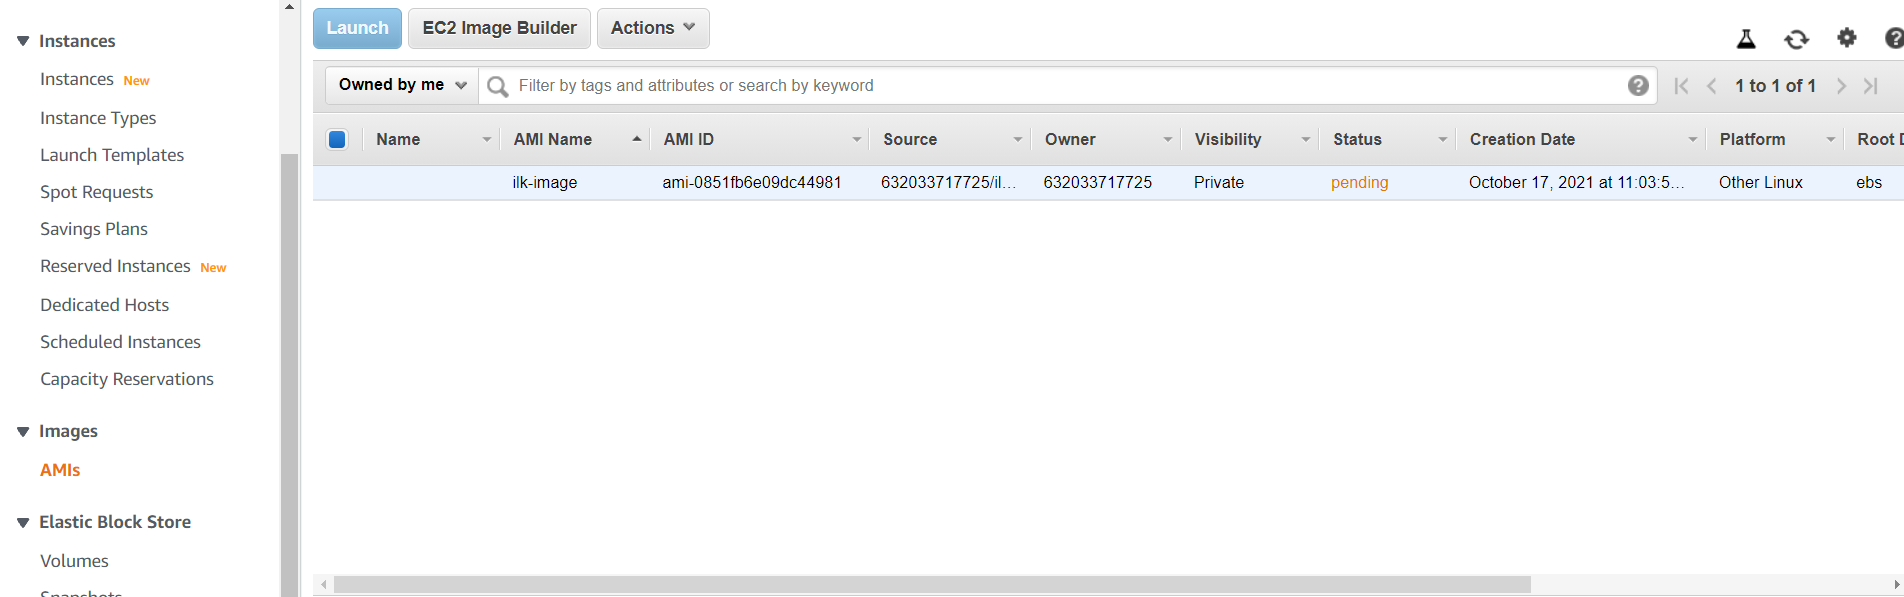 Instances
Instances New
Instance Types
Launch Templates
Spot Requests
Savings Plans
Reserved Instances New
Dedicated Hosts
Scheduled Instances
Capacity Reservations
Images
AMIs
Elastic Block Store
Volumes
Snapshots
Launch EC2 Image Builder Actions
Owned by me Filter by tags and attributes or search by keyword 1 to 1 of 1
Name AMI Name AMI ID Source Owner Visibility Status Creation Date Platform Root D
ilk-image ami-0851fb6e09dc44981 632033717725/il... 632033717725 Private pending October 17, 2021 at 11:03:5... Other Linux ebs